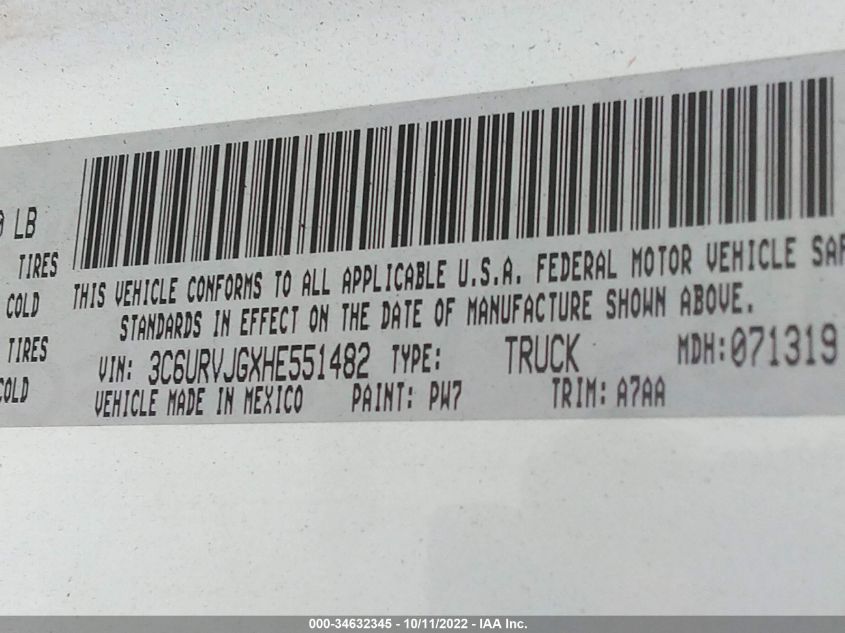 LB
TIRES
COLD
TIRES
COLD
THIS VEHICLE CONFORMS TO ALL APPLICABLE U.S.A. FEDERAL MOTOR VEHICLE SAF
STANDARDS IN EFFECT ON THE DATE OF MANUFACTURE SHOWN ABOVE.
VIN: 3C6URVJGXHE551482 TYPE: TRUCK MDH:071319
VEHICLE MADE IN MEXICO PAINT: PW7 TRIM: A7AA
000-34632345 - 10/11/2022 - IAA Inc.